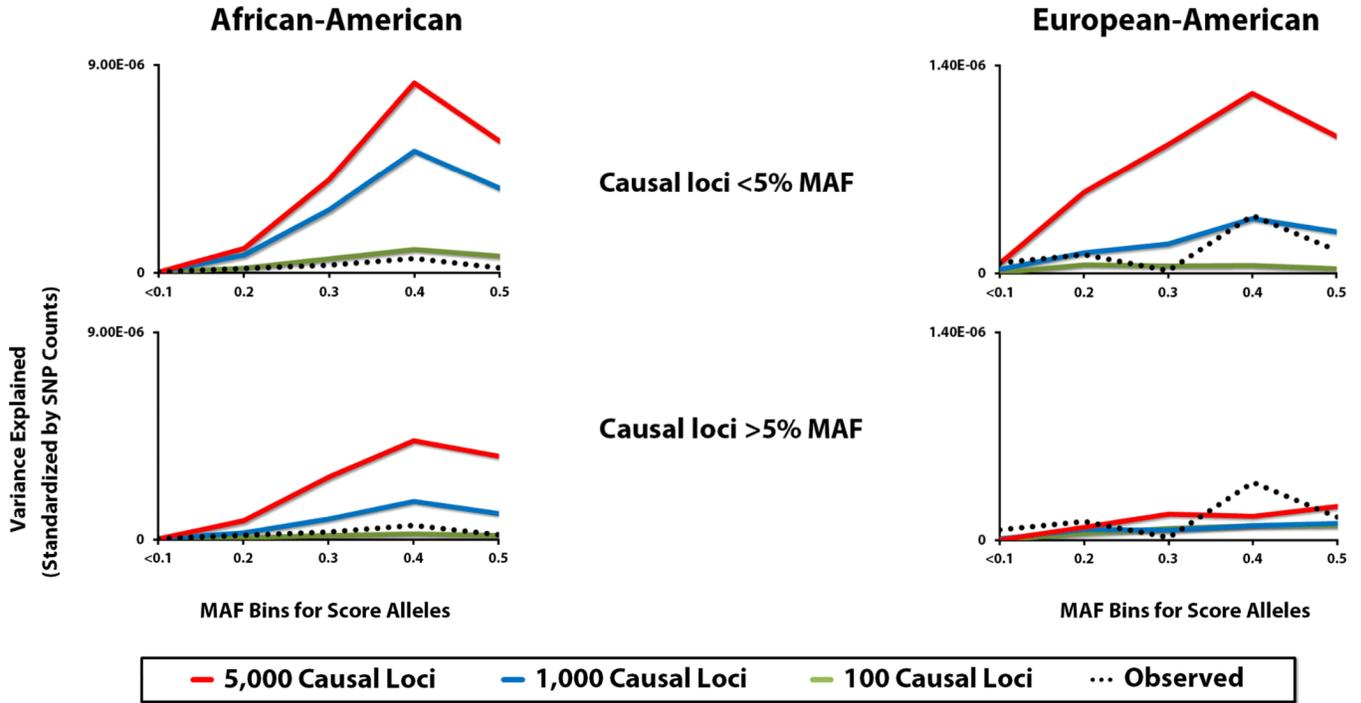 African-American
European-American
9.00E-06
0
<0.1 0.2 0.3 0.4 0.5
Causal loci <5% MAF
1.40E-06
0
<0.1 0.2 0.3 0.4 0.5
Variance Explained
(Standardized by SNP Counts)
9.00E-06
0
<0.1 0.2 0.3 0.4 0.5
Causal loci >5% MAF
1.40E-06
0
<0.1 0.2 0.3 0.4 0.5
MAF Bins for Score Alleles
MAF Bins for Score Alleles
5,000 Causal Loci 1,000 Causal Loci 100 Causal Loci Observed